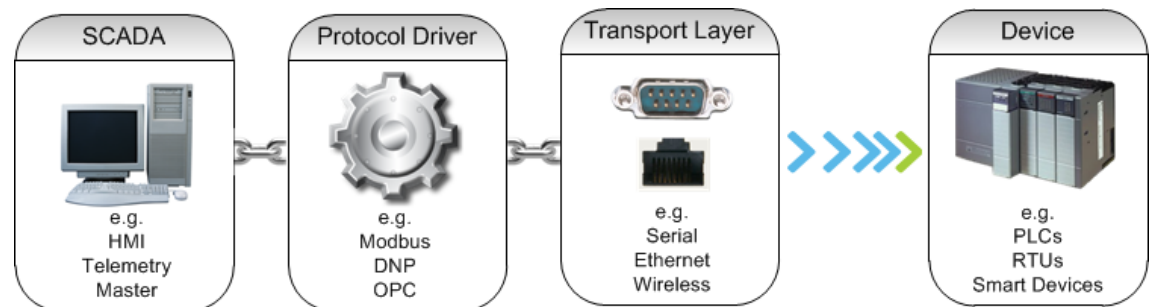 SCADA
e.g.
HMI
Telemetry
Master
Protocol Driver
e.g.
Modbus
DNP
OPC
Transport Layer
e.g.
Serial
Ethernet
Wireless
Device
e.g.
PLCs
RTUs
Smart Devices